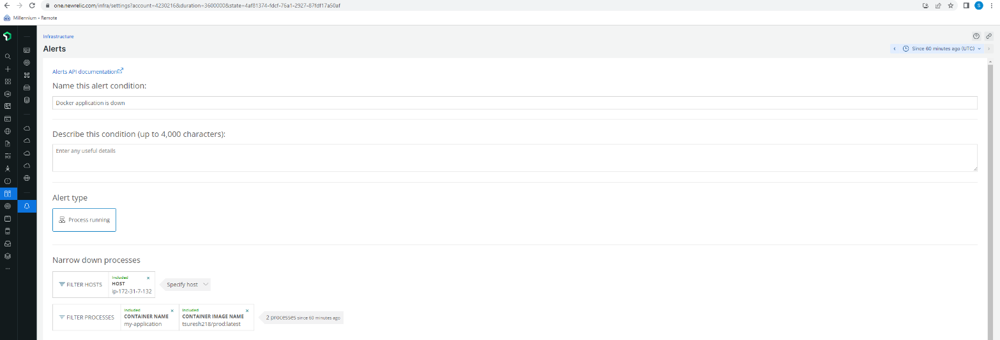 one.newrelic.com/infra/settings?account=4230216&duration=3600000&state=4af81374-fdcf-76a1-2927-87fdf17a50af
S
Millennium - Remote
Infrastructure
Alerts
Since 60 minutes ago (UTC)
Alerts API documentation
Name this alert condition:
Docker application is down
Describe this condition (up to 4,000 characters):
Enter any useful details
Alert type
Process running
Narrow down processes
FILTER HOSTS
Included
HOST
ip-172-31-7-132
Specify host
FILTER PROCESSES
Included
CONTAINER NAME
my-application
Included
CONTAINER IMAGE NAME
tsuresh218/prod:latest
2 processes since 60 minutes ago